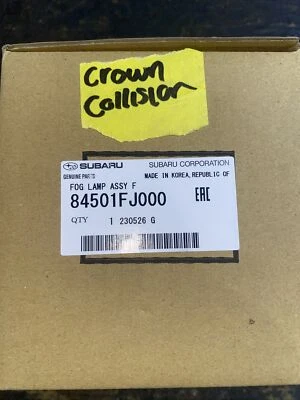 Crown
Collision
SUBARU SUBARU CORPORATION
GENUINE PARTS MADE IN KOREA, REPUBLIC OF
FOG LAMP ASSY F
84501FJ000 EAC
QTY 1 230526 G